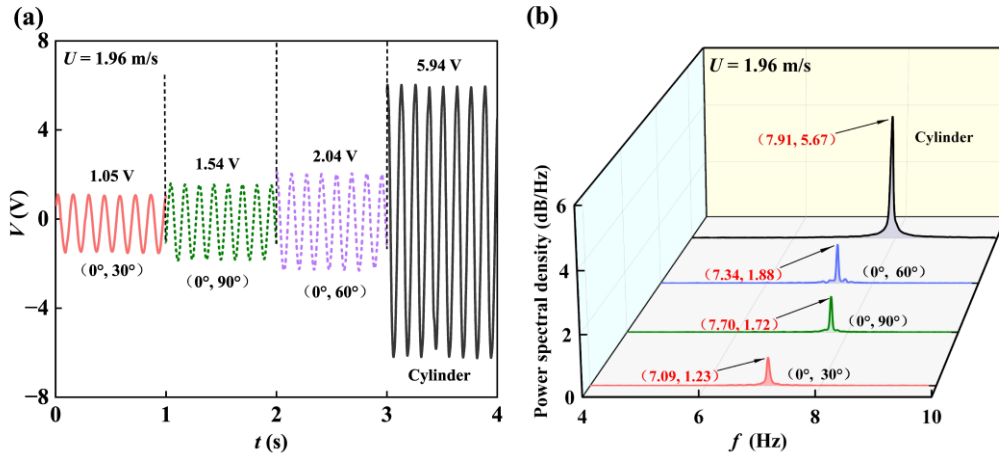 (a)
U = 1.96 m/s
1.05 V
1.54 V
2.04 V
5.94 V
(0°, 30°)
(0°, 90°)
(0°, 60°)
Cylinder
V (V)
8
4
0
−4
−8
0
1
2
3
4
t (s)
(b)
U = 1.96 m/s
(7.91, 5.67)
Cylinder
(7.34, 1.88)
(0°, 60°)
(7.70, 1.72)
(0°, 90°)
(7.09, 1.23)
(0°, 30°)
Power spectral density (dB/Hz)
6
4
2
0
4
6
8
10
f (Hz)